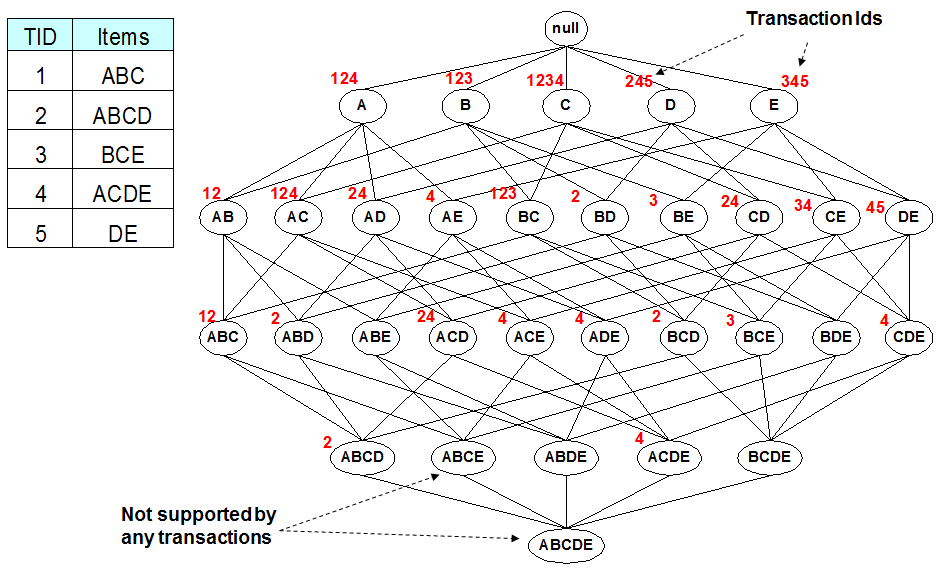 Transaction Ids
null
TID Items
1 ABC
2 ABCD
3 BCE
4 ACDE
5 DE
124 123 1234 245 345
A B C D E
12 124 24 4 123 2 3 24 34 45
AB AC AD AE BC BD BE CD CE DE
12 2 24 4 4 2 3 4
ABC ABD ABE ACD ACE ADE BCD BCE BDE CDE
2 4
ABCD ABCE ABDE ACDE BCDE
Not supported by
any transactions
ABCDE